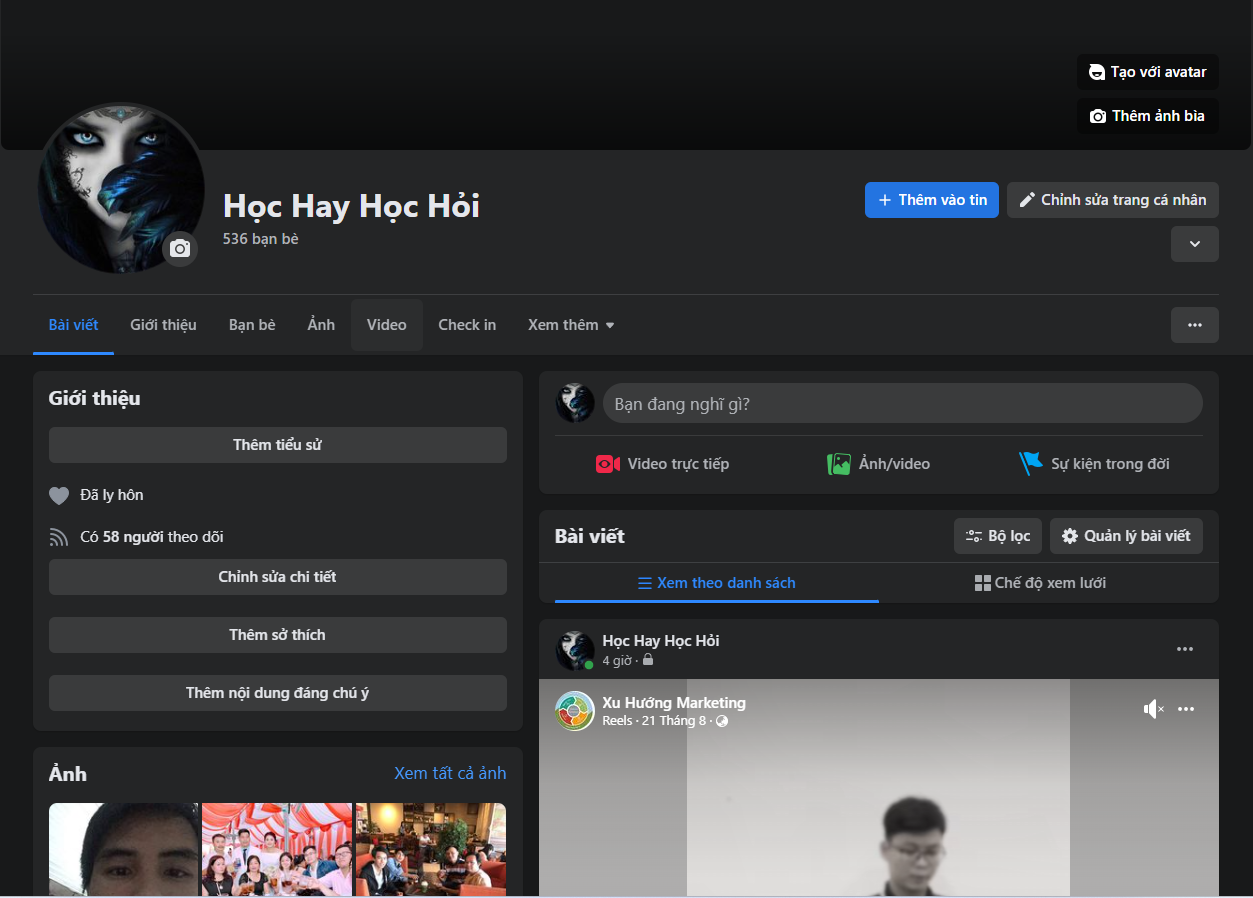 Tạo với avatar
Thêm ảnh bìa
Học Hay Học Hỏi
536 bạn bè
+ Thêm vào tin
Chỉnh sửa trang cá nhân
Bài viết
Giới thiệu
Bạn bè
Ảnh
Video
Check in
Xem thêm
Giới thiệu
Thêm tiểu sử
Đã ly hôn
Có 58 người theo dõi
Chỉnh sửa chi tiết
Thêm sở thích
Thêm nội dung đáng chú ý
Ảnh
Xem tất cả ảnh
Bạn đang nghĩ gì?
Video trực tiếp
Ảnh/video
Sự kiện trong đời
Bài viết
Bộ lọc
Quản lý bài viết
Xem theo danh sách
Chế độ xem lưới
Học Hay Học Hỏi
4 giờ ·
Xu Hướng Marketing
Reels · 21 Tháng 8 ·